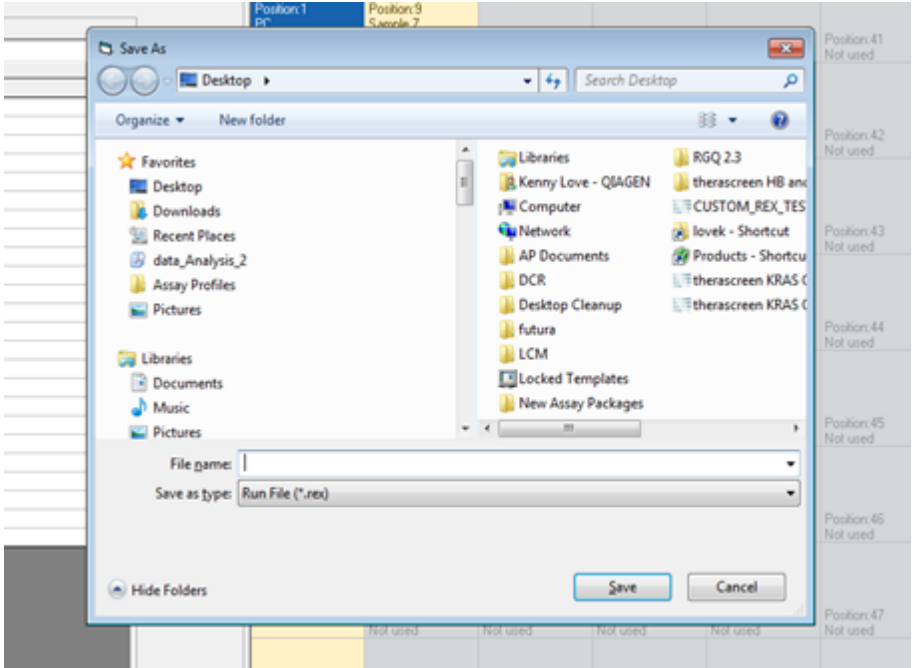 Position:1
PC
Position:9
Sample 7
Position:41
Not used
Save As
Desktop
Search Desktop
Organize
New folder
Position:42
Not used
Favorites
Desktop
Downloads
Recent Places
data_Analysis_2
Assay Profiles
Pictures
Libraries
Documents
Music
Pictures
Libraries
Kenny Love - QIAGEN
Computer
Network
AP Documents
DCR
Desktop Cleanup
futura
LCM
Locked Templates
New Assay Packages
RGQ 2.3
therascreen HB and
CUSTOM_REX_TES
lovek - Shortcut
Products - Shortcu
therascreen KRAS
therascreen KRAS
Position:43
Not used
Position:44
Not used
Position:45
Not used
File name:
Save as type: Run File (*.rex)
Position:46
Not used
Hide Folders
Save
Cancel
Position:47
Not used
Not used
Not used
Not used
Not used